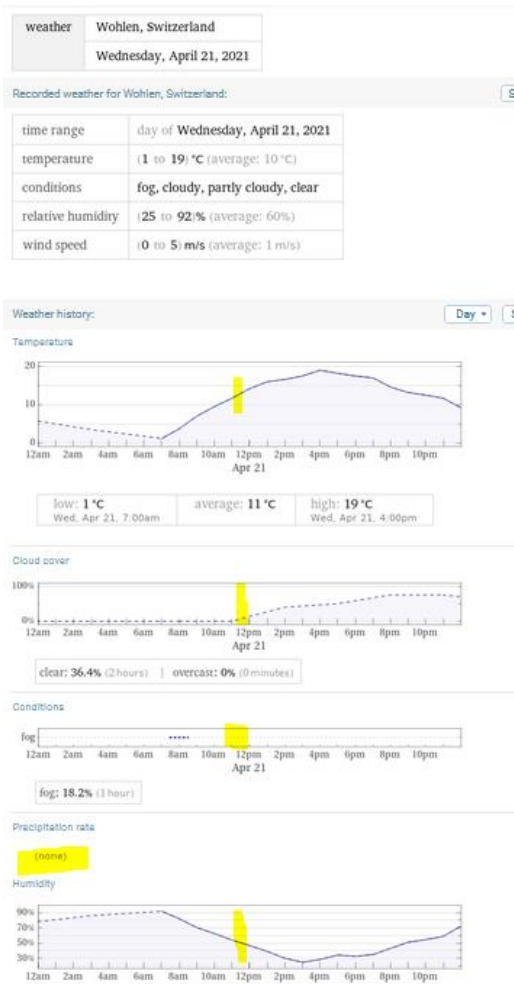 weather Wohlen, Switzerland
Wednesday, April 21, 2021
Recorded weather for Wohlen, Switzerland:
time range day of Wednesday, April 21, 2021
temperature (1 to 19) °C (average: 10 °C)
conditions fog, cloudy, partly cloudy, clear
relative humidity (25 to 92)% (average: 60%)
wind speed (0 to 5) m/s (average: 1 m/s)
Weather history: Day
Temperature
20
10
0
12am 2am 4am 6am 8am 10am 12pm 2pm 4pm 6pm 8pm 10pm
Apr 21
low: 1 °C average: 11 °C high: 19 °C
Wed, Apr 21, 7:00am Wed, Apr 21, 4:00pm
Cloud cover
100%
0%
12am 2am 4am 6am 8am 10am 12pm 2pm 4pm 6pm 8pm 10pm
Apr 21
clear: 36.4% (2 hours) | overcast: 0% (0 minutes)
Conditions
fog
12am 2am 4am 6am 8am 10am 12pm 2pm 4pm 6pm 8pm 10pm
Apr 21
fog: 18.2% (1 hour)
Precipitation rate
(none)
Humidity
90%
70%
50%
30%
12am 2am 4am 6am 8am 10am 12pm 2pm 4pm 6pm 8pm 10pm